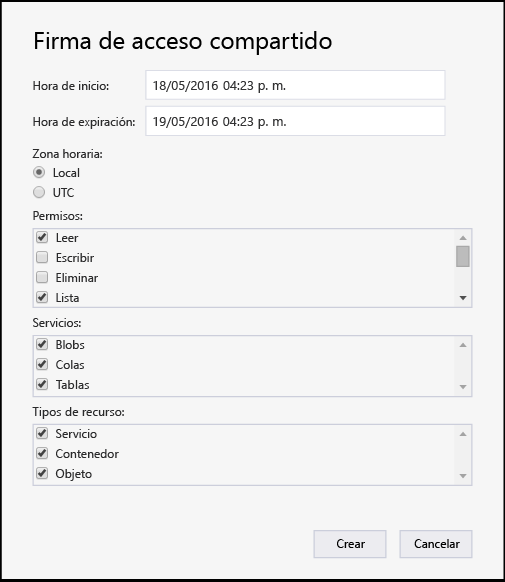 Firma de acceso compartido
Hora de inicio: 18/05/2016 04:23 p. m.
Hora de expiración: 19/05/2016 04:23 p. m.
Zona horaria:
Local
UTC
Permisos:
Leer
Escribir
Eliminar
Lista
Servicios:
Blobs
Colas
Tablas
Tipos de recurso:
Servicio
Contenedor
Objeto
Crear Cancelar